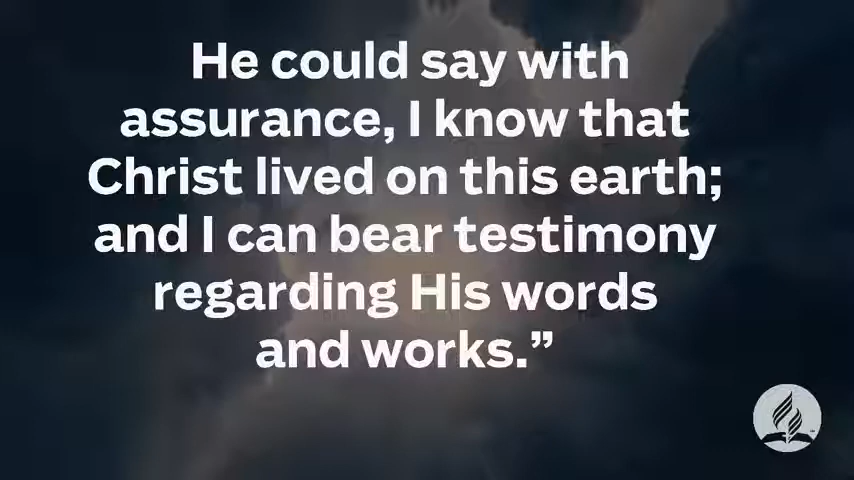 He could say with
assurance, I know that
Christ lived on this earth;
and I can bear testimony
regarding His words
and works.”